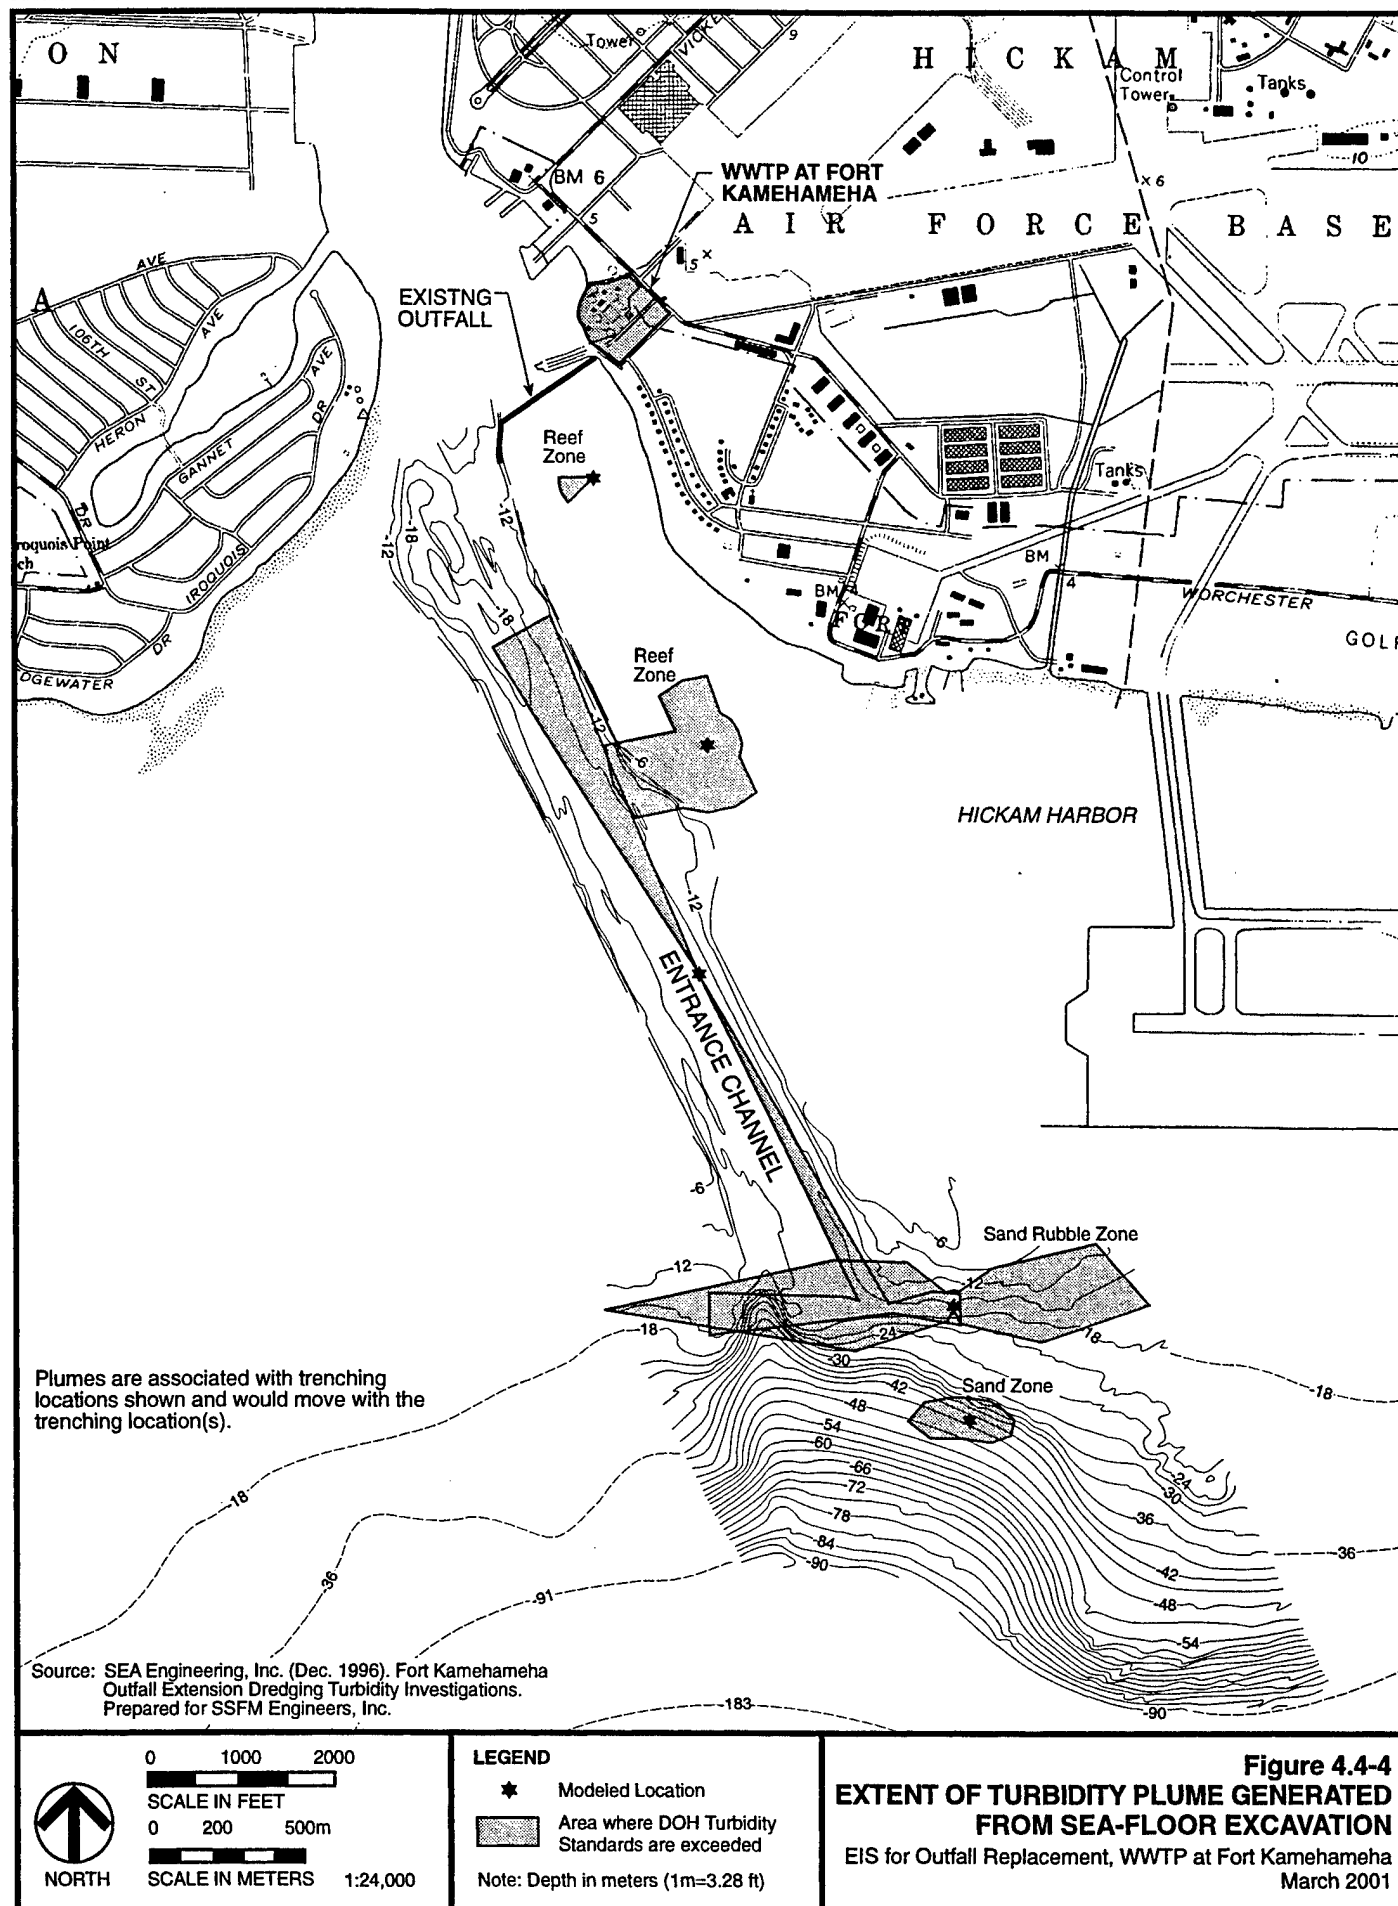 O N
Tower
VICKE
9
H I C K A M
Control
Tower
Tanks
10
BM 6
WWTP AT FORT
KAMEHAMEHA
× 6
5
A I R F O R C E B A S E
5 ×
AVE
A
EXISTNG
OUTFALL
106TH
ST
AVE
HERON
GANNET
AVE
DR
DR
Reef
Zone
-12
-18
-12
Tanks
roquois Point
ch
IROQUOIS
DR
BM
4
BM
WORCHESTER
F O R
GOLF
-18
DGEWATER
Reef
Zone
-12
-6
HICKAM HARBOR
-12
ENTRANCE CHANNEL
-6
-6
Sand Rubble Zone
-12
-12
-18
-24
-18
-30
Plumes are associated with trenching
locations shown and would move with the
trenching location(s).
-42
Sand Zone
-18
-48
-54
-60
-66
-24
-72
-30
-18
-78
-36
-84
-36
-90
-42
-36
-91
-48
-54
Source: SEA Engineering, Inc. (Dec. 1996). Fort Kamehameha
Outfall Extension Dredging Turbidity Investigations.
Prepared for SSFM Engineers, Inc.
-183
-90
NORTH
0 1000 2000
SCALE IN FEET
0 200 500m
SCALE IN METERS 1:24,000
LEGEND
Modeled Location
Area where DOH Turbidity
Standards are exceeded
Note: Depth in meters (1m=3.28 ft)
Figure 4.4-4
EXTENT OF TURBIDITY PLUME GENERATED
FROM SEA-FLOOR EXCAVATION
EIS for Outfall Replacement, WWTP at Fort Kamehameha
March 2001